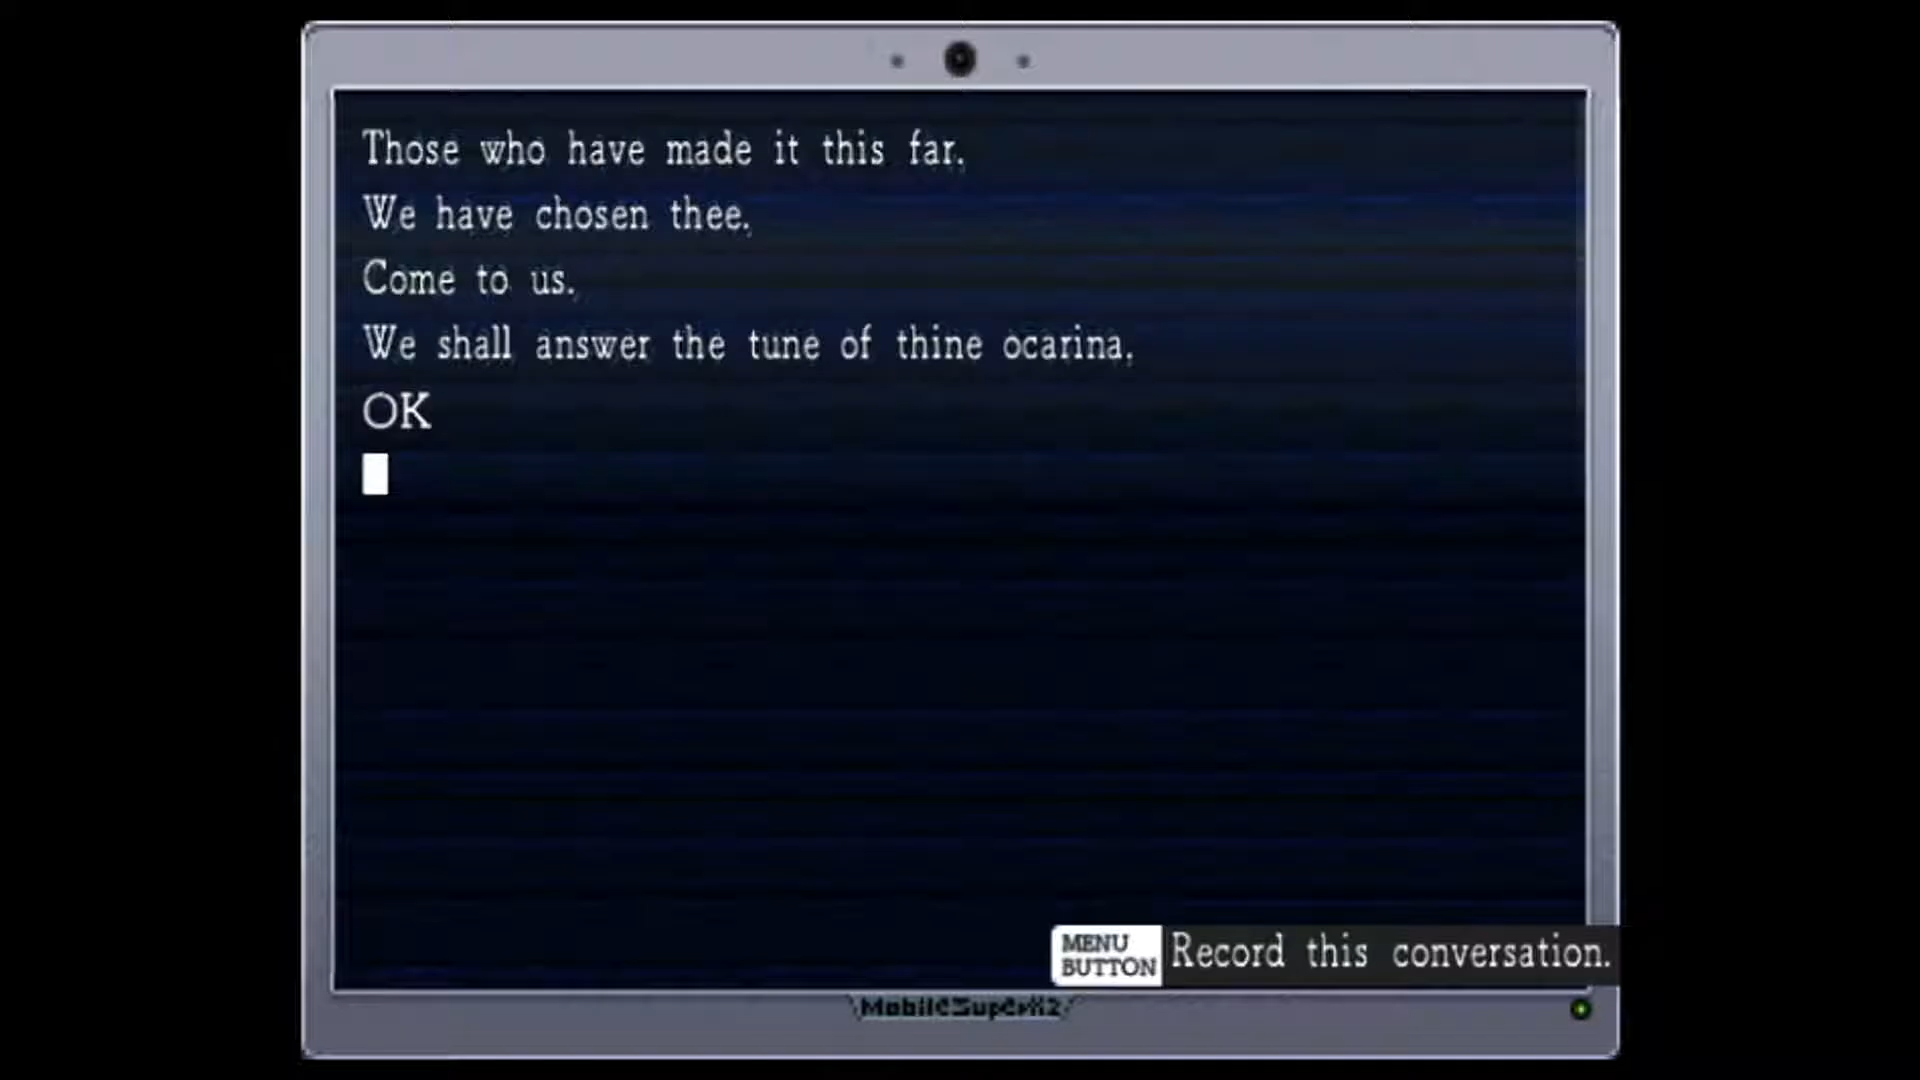 Those who have made it this far.
We have chosen thee.
Come to us.
We shall answer the tune of thine ocarina.
OK
MENU
BUTTON
Record this conversation.